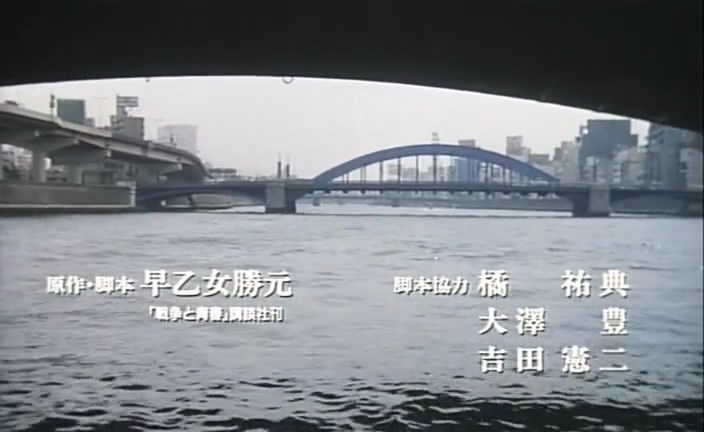 原作・脚本 早乙女勝元
「戦争と青春」講談社刊
脚本協力 橘 祐典
大澤 豊
吉田 憲二